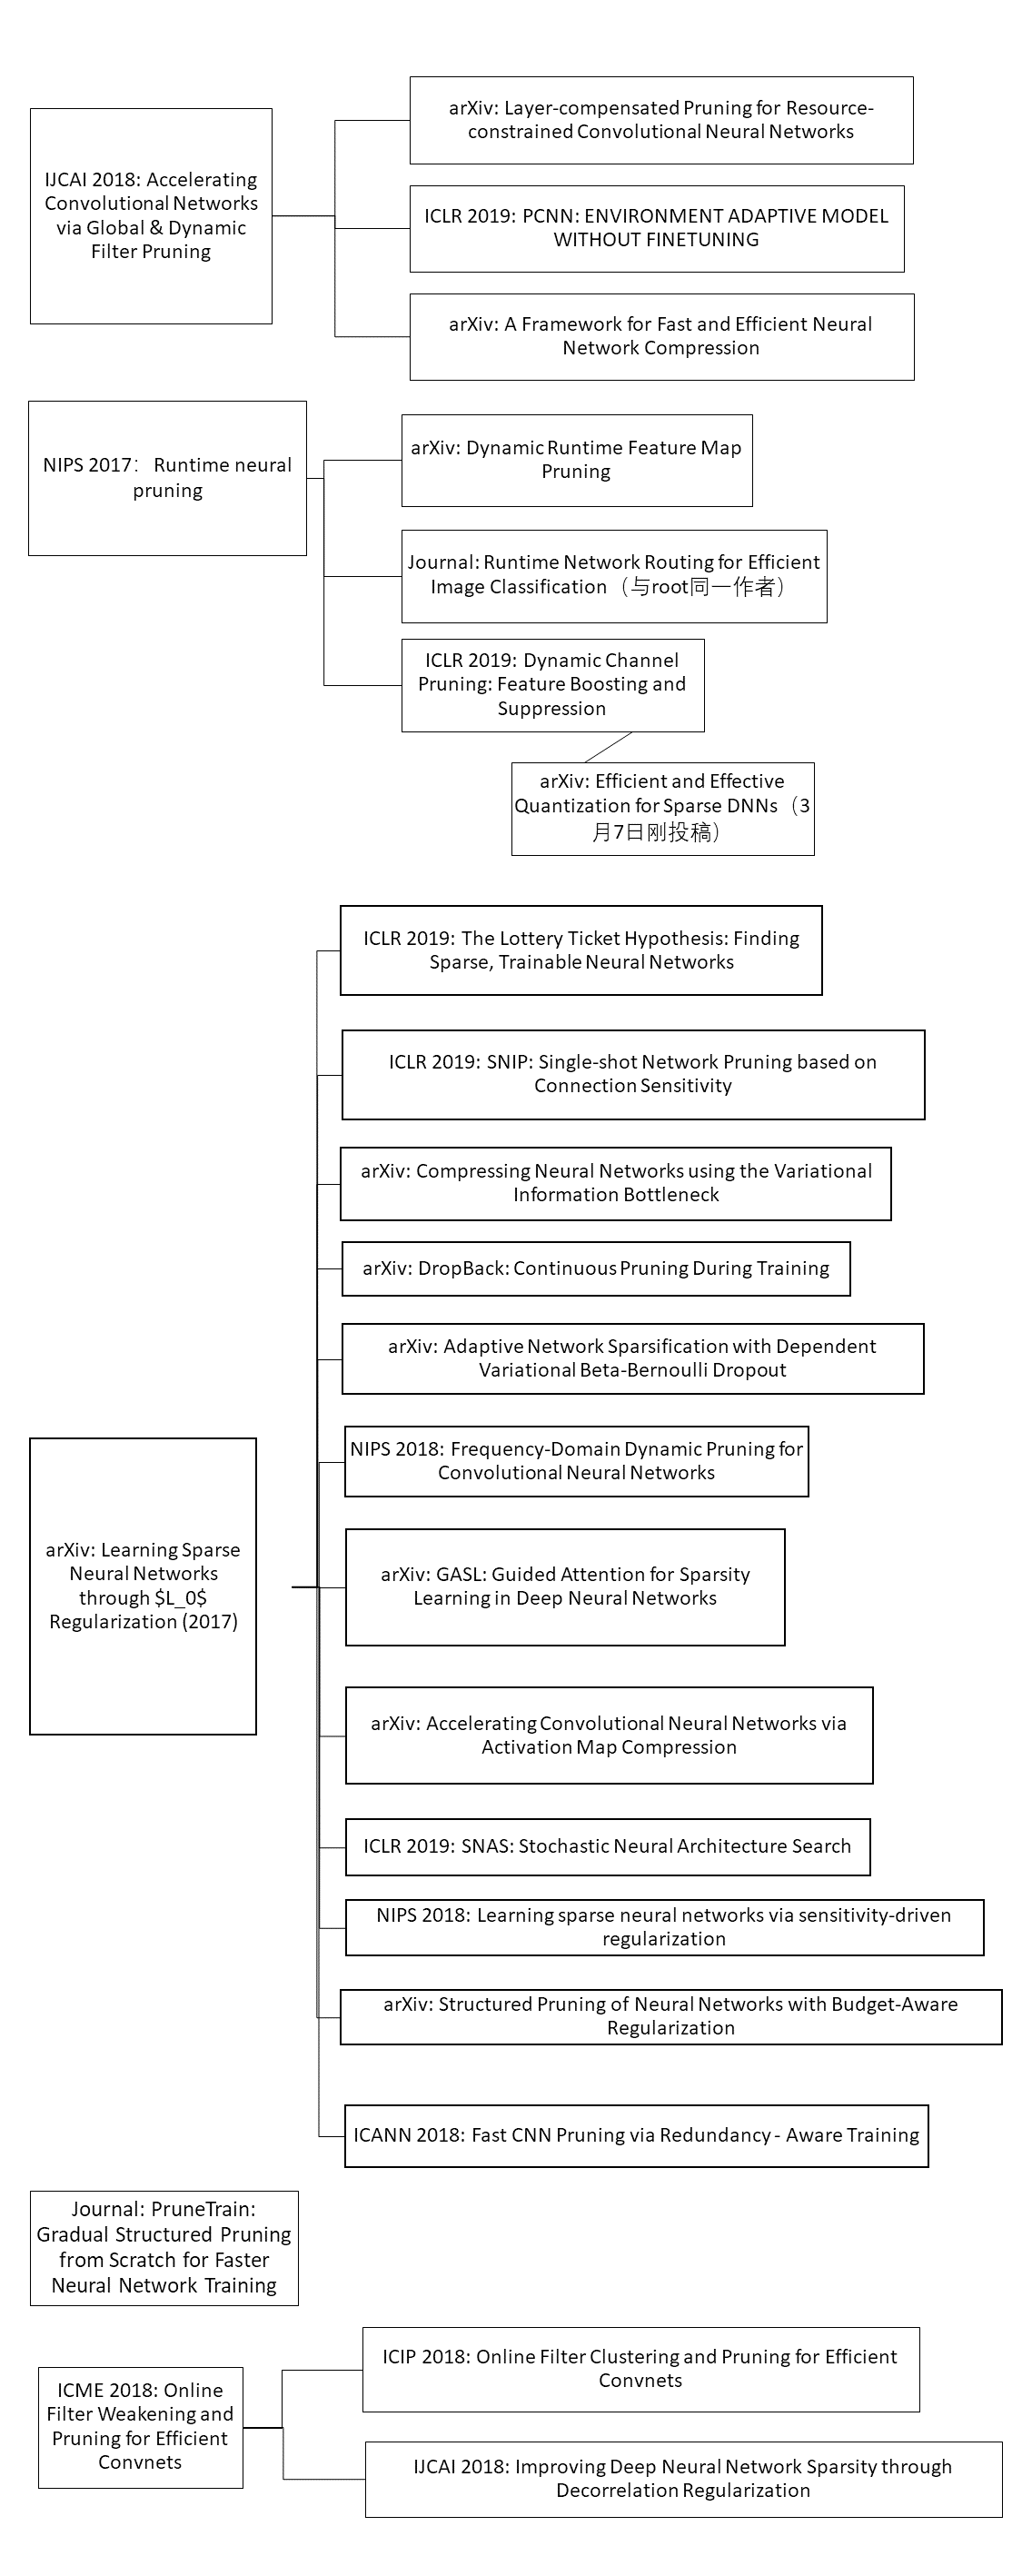 arXiv: Layer-compensated Pruning for Resource-
constrained Convolutional Neural Networks
IJCAI 2018: Accelerating
Convolutional Networks
via Global & Dynamic
Filter Pruning
ICLR 2019: PCNN: ENVIRONMENT ADAPTIVE MODEL
WITHOUT FINETUNING
arXiv: A Framework for Fast and Efficient Neural
Network Compression
NIPS 2017： Runtime neural
pruning
arXiv: Dynamic Runtime Feature Map
Pruning
Journal: Runtime Network Routing for Efficient
Image Classification（与root同一作者）
ICLR 2019: Dynamic Channel
Pruning: Feature Boosting and
Suppression
arXiv: Efficient and Effective
Quantization for Sparse DNNs（3
月7日刚投稿）
ICLR 2019: The Lottery Ticket Hypothesis: Finding
Sparse, Trainable Neural Networks
ICLR 2019: SNIP: Single-shot Network Pruning based on
Connection Sensitivity
arXiv: Compressing Neural Networks using the Variational
Information Bottleneck
arXiv: DropBack: Continuous Pruning During Training
arXiv: Adaptive Network Sparsification with Dependent
Variational Beta-Bernoulli Dropout
NIPS 2018: Frequency-Domain Dynamic Pruning for
Convolutional Neural Networks
arXiv: Learning Sparse
Neural Networks
through $L_0$
Regularization (2017)
arXiv: GASL: Guided Attention for Sparsity
Learning in Deep Neural Networks
arXiv: Accelerating Convolutional Neural Networks via
Activation Map Compression
ICLR 2019: SNAS: Stochastic Neural Architecture Search
NIPS 2018: Learning sparse neural networks via sensitivity-driven
regularization
arXiv: Structured Pruning of Neural Networks with Budget-Aware
Regularization
ICANN 2018: Fast CNN Pruning via Redundancy - Aware Training
Journal: PruneTrain:
Gradual Structured Pruning
from Scratch for Faster
Neural Network Training
ICME 2018: Online
Filter Weakening and
Pruning for Efficient
Convnets
ICIP 2018: Online Filter Clustering and Pruning for Efficient
Convnets
IJCAI 2018: Improving Deep Neural Network Sparsity through
Decorrelation Regularization